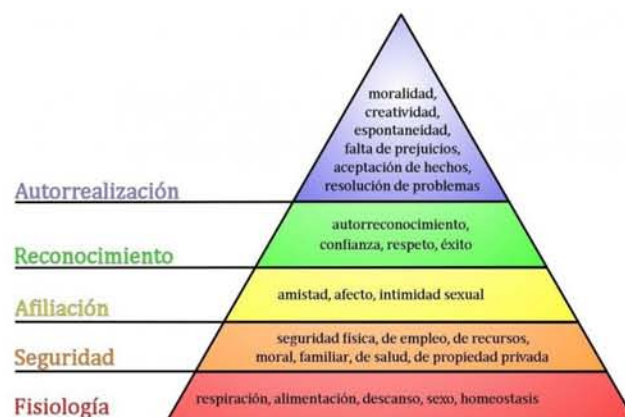 moralidad,
creatividad,
espontaneidad,
falta de prejuicios,
aceptación de hechos,
resolución de problemas
Autorrealización
autorreconocimiento,
confianza, respeto, éxito
Reconocimiento
amistad, afecto, intimidad sexual
Afiliación
seguridad física, de empleo, de recursos,
moral, familiar, de salud, de propiedad privada
Seguridad
respiración, alimentación, descanso, sexo, homeostasis
Fisiología